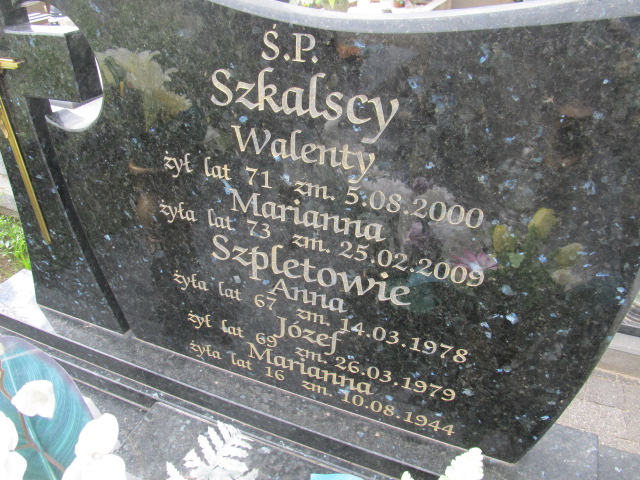 Ś.P.
Szkalscy
Walenty
żył lat 71 zm. 5.08.2000
Marianna
żyła lat 73 zm. 25.02.2009
Szpletowie
Anna
żyła lat 67 zm. 14.03.1978
Józef
żył lat 69 zm. 26.03.1979
Marianna
żyła lat 16 zm. 10.08.1944